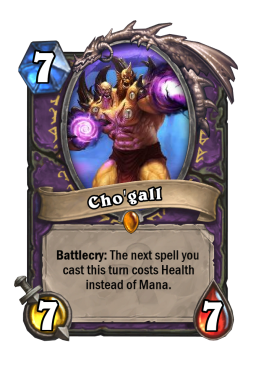 7
Cho'gall
Battlecry: The next spell you
cast this turn costs Health
instead of Mana.
7 7